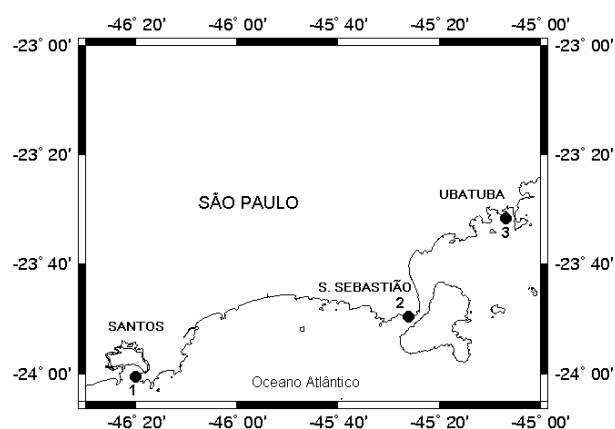 -46° 20' -46° 00' -45° 40' -45° 20' -45° 00'
-23° 00' -23° 00'
-23° 20' -23° 20'
UBATUBA
SÃO PAULO
3
-23° 40' -23° 40'
S. SEBASTIÃO
2
SANTOS
-24° 00' -24° 00'
Oceano Atlântico
1
-46° 20' -46° 00' -45° 40' -45° 20' -45° 00'